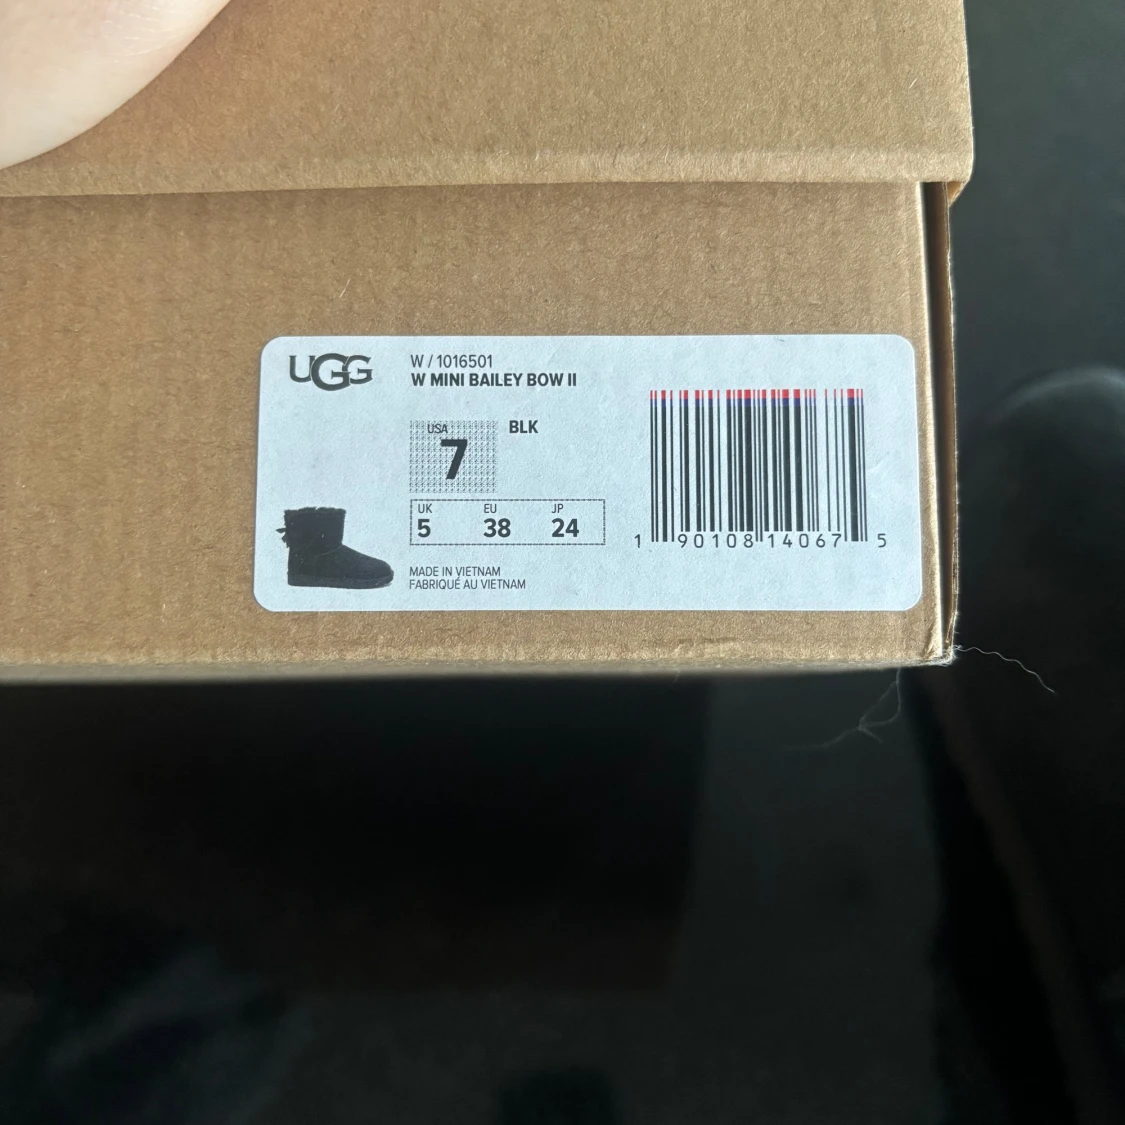 UGG
W / 1016501
W MINI BAILEY BOW II
USA
7
BLK
UK EU JP
5 38 24
1 90108 14067 5
MADE IN VIETNAM
FABRIQUÉ AU VIETNAM